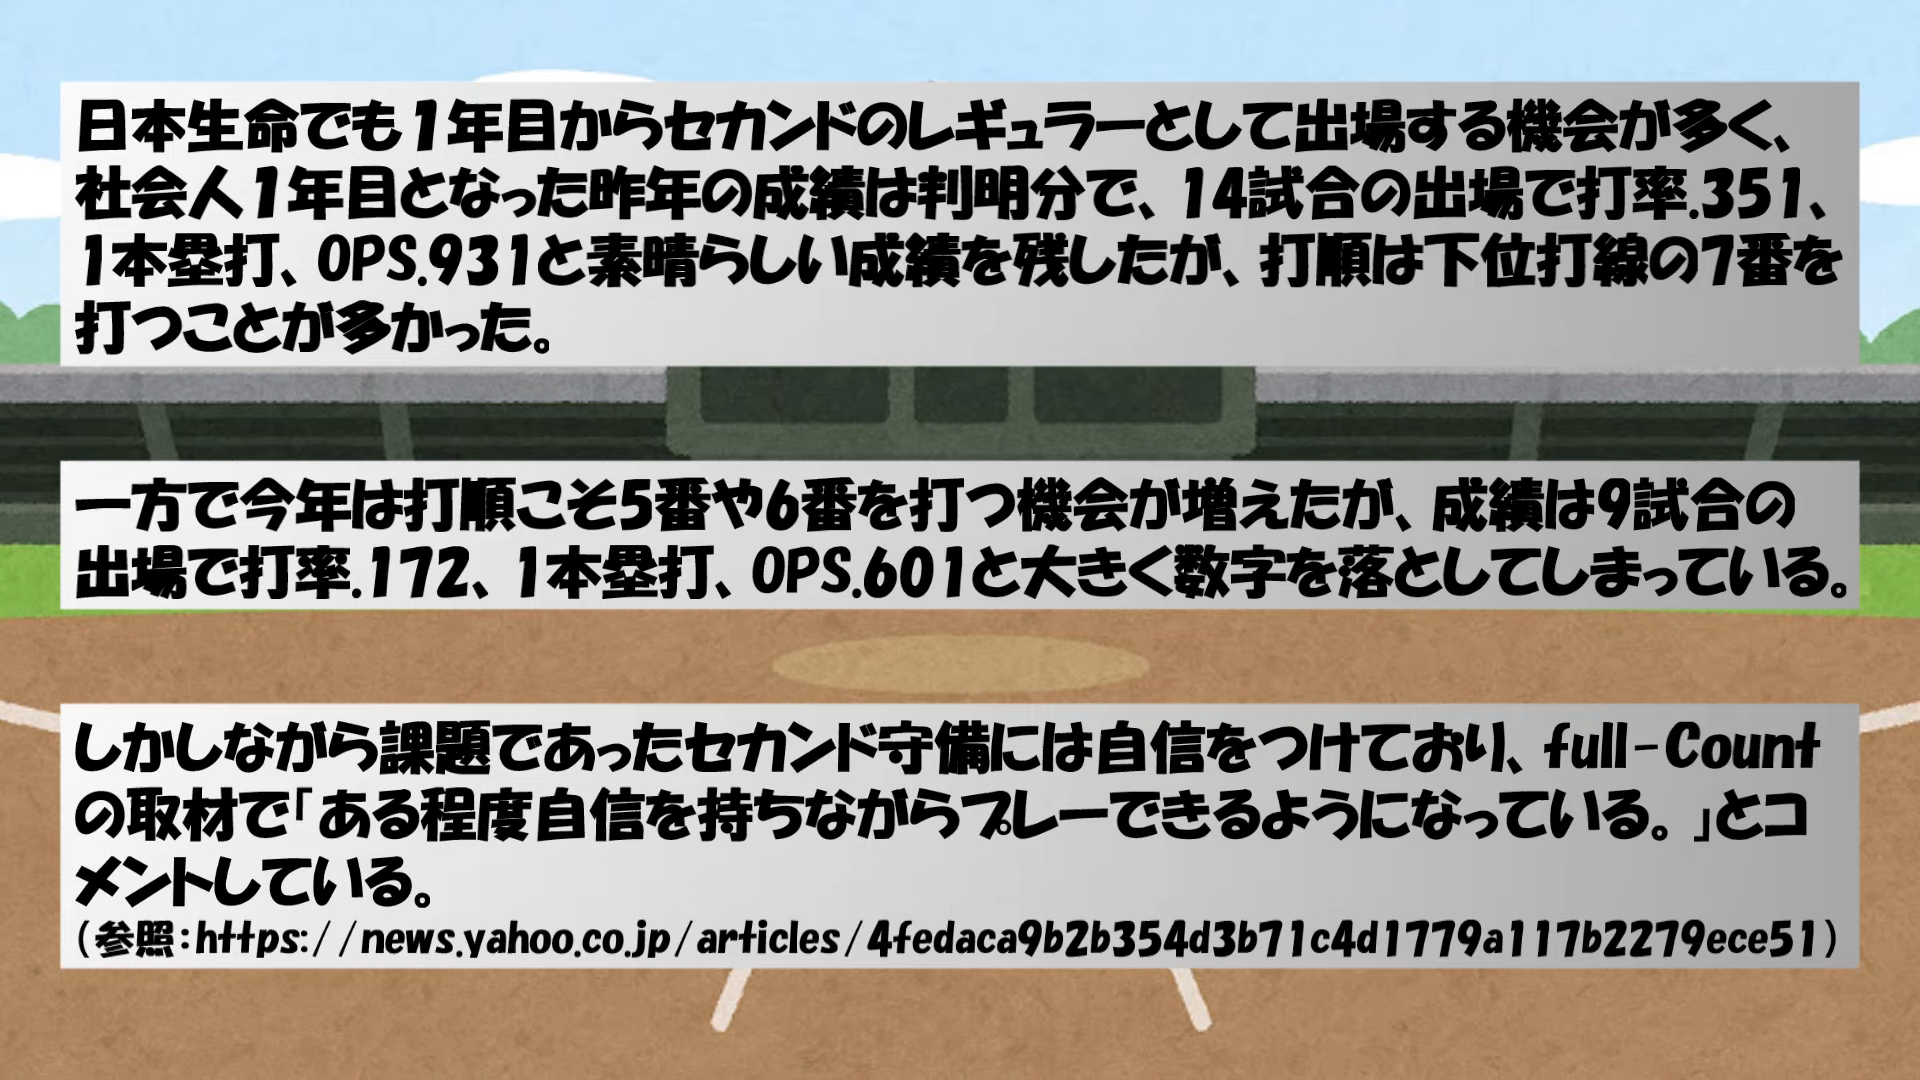 日本生命でも1年目からセカンドのレギュラーとして出場する機会が多く、
社会人1年目となった昨年の成績は判明分で、14試合の出場で打率.351、
1本塁打、OPS.931と素晴らしい成績を残したが、打順は下位打線の7番を
打つことが多かった。
一方で今年は打順こそ5番や6番を打つ機会が増えたが、成績は9試合の
出場で打率.172、1本塁打、OPS.601と大きく数字を落としてしまっている。
しかしながら課題であったセカンド守備には自信をつけており、full-Count
の取材で「ある程度自信を持ちながらプレーできるようになっている。」とコ
メントしている。
（参照：https://news.yahoo.co.jp/articles/4fedaca9b2b354d3b71c4d1779a117b2279ece51）